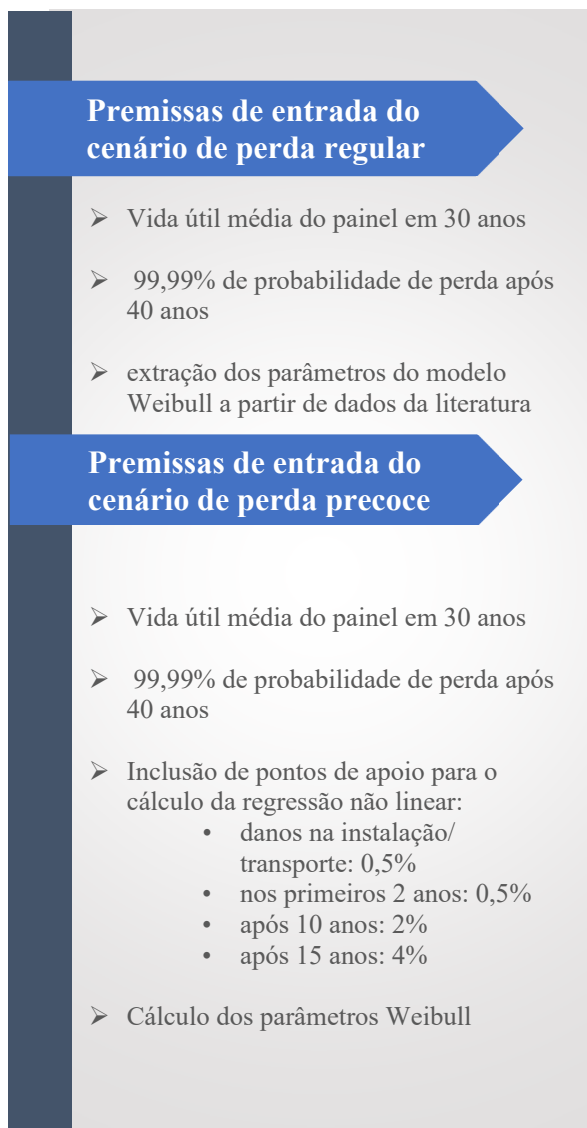 Premissas de entrada do
cenário de perda regular
➢ Vida útil média do painel em 30 anos
➢ 99,99% de probabilidade de perda após
40 anos
➢ extração dos parâmetros do modelo
Weibull a partir de dados da literatura
Premissas de entrada do
cenário de perda precoce
➢ Vida útil média do painel em 30 anos
➢ 99,99% de probabilidade de perda após
40 anos
➢ Inclusão de pontos de apoio para o
cálculo da regressão não linear:
• danos na instalação/
transporte: 0,5%
• nos primeiros 2 anos: 0,5%
• após 10 anos: 2%
• após 15 anos: 4%
➢ Cálculo dos parâmetros Weibull